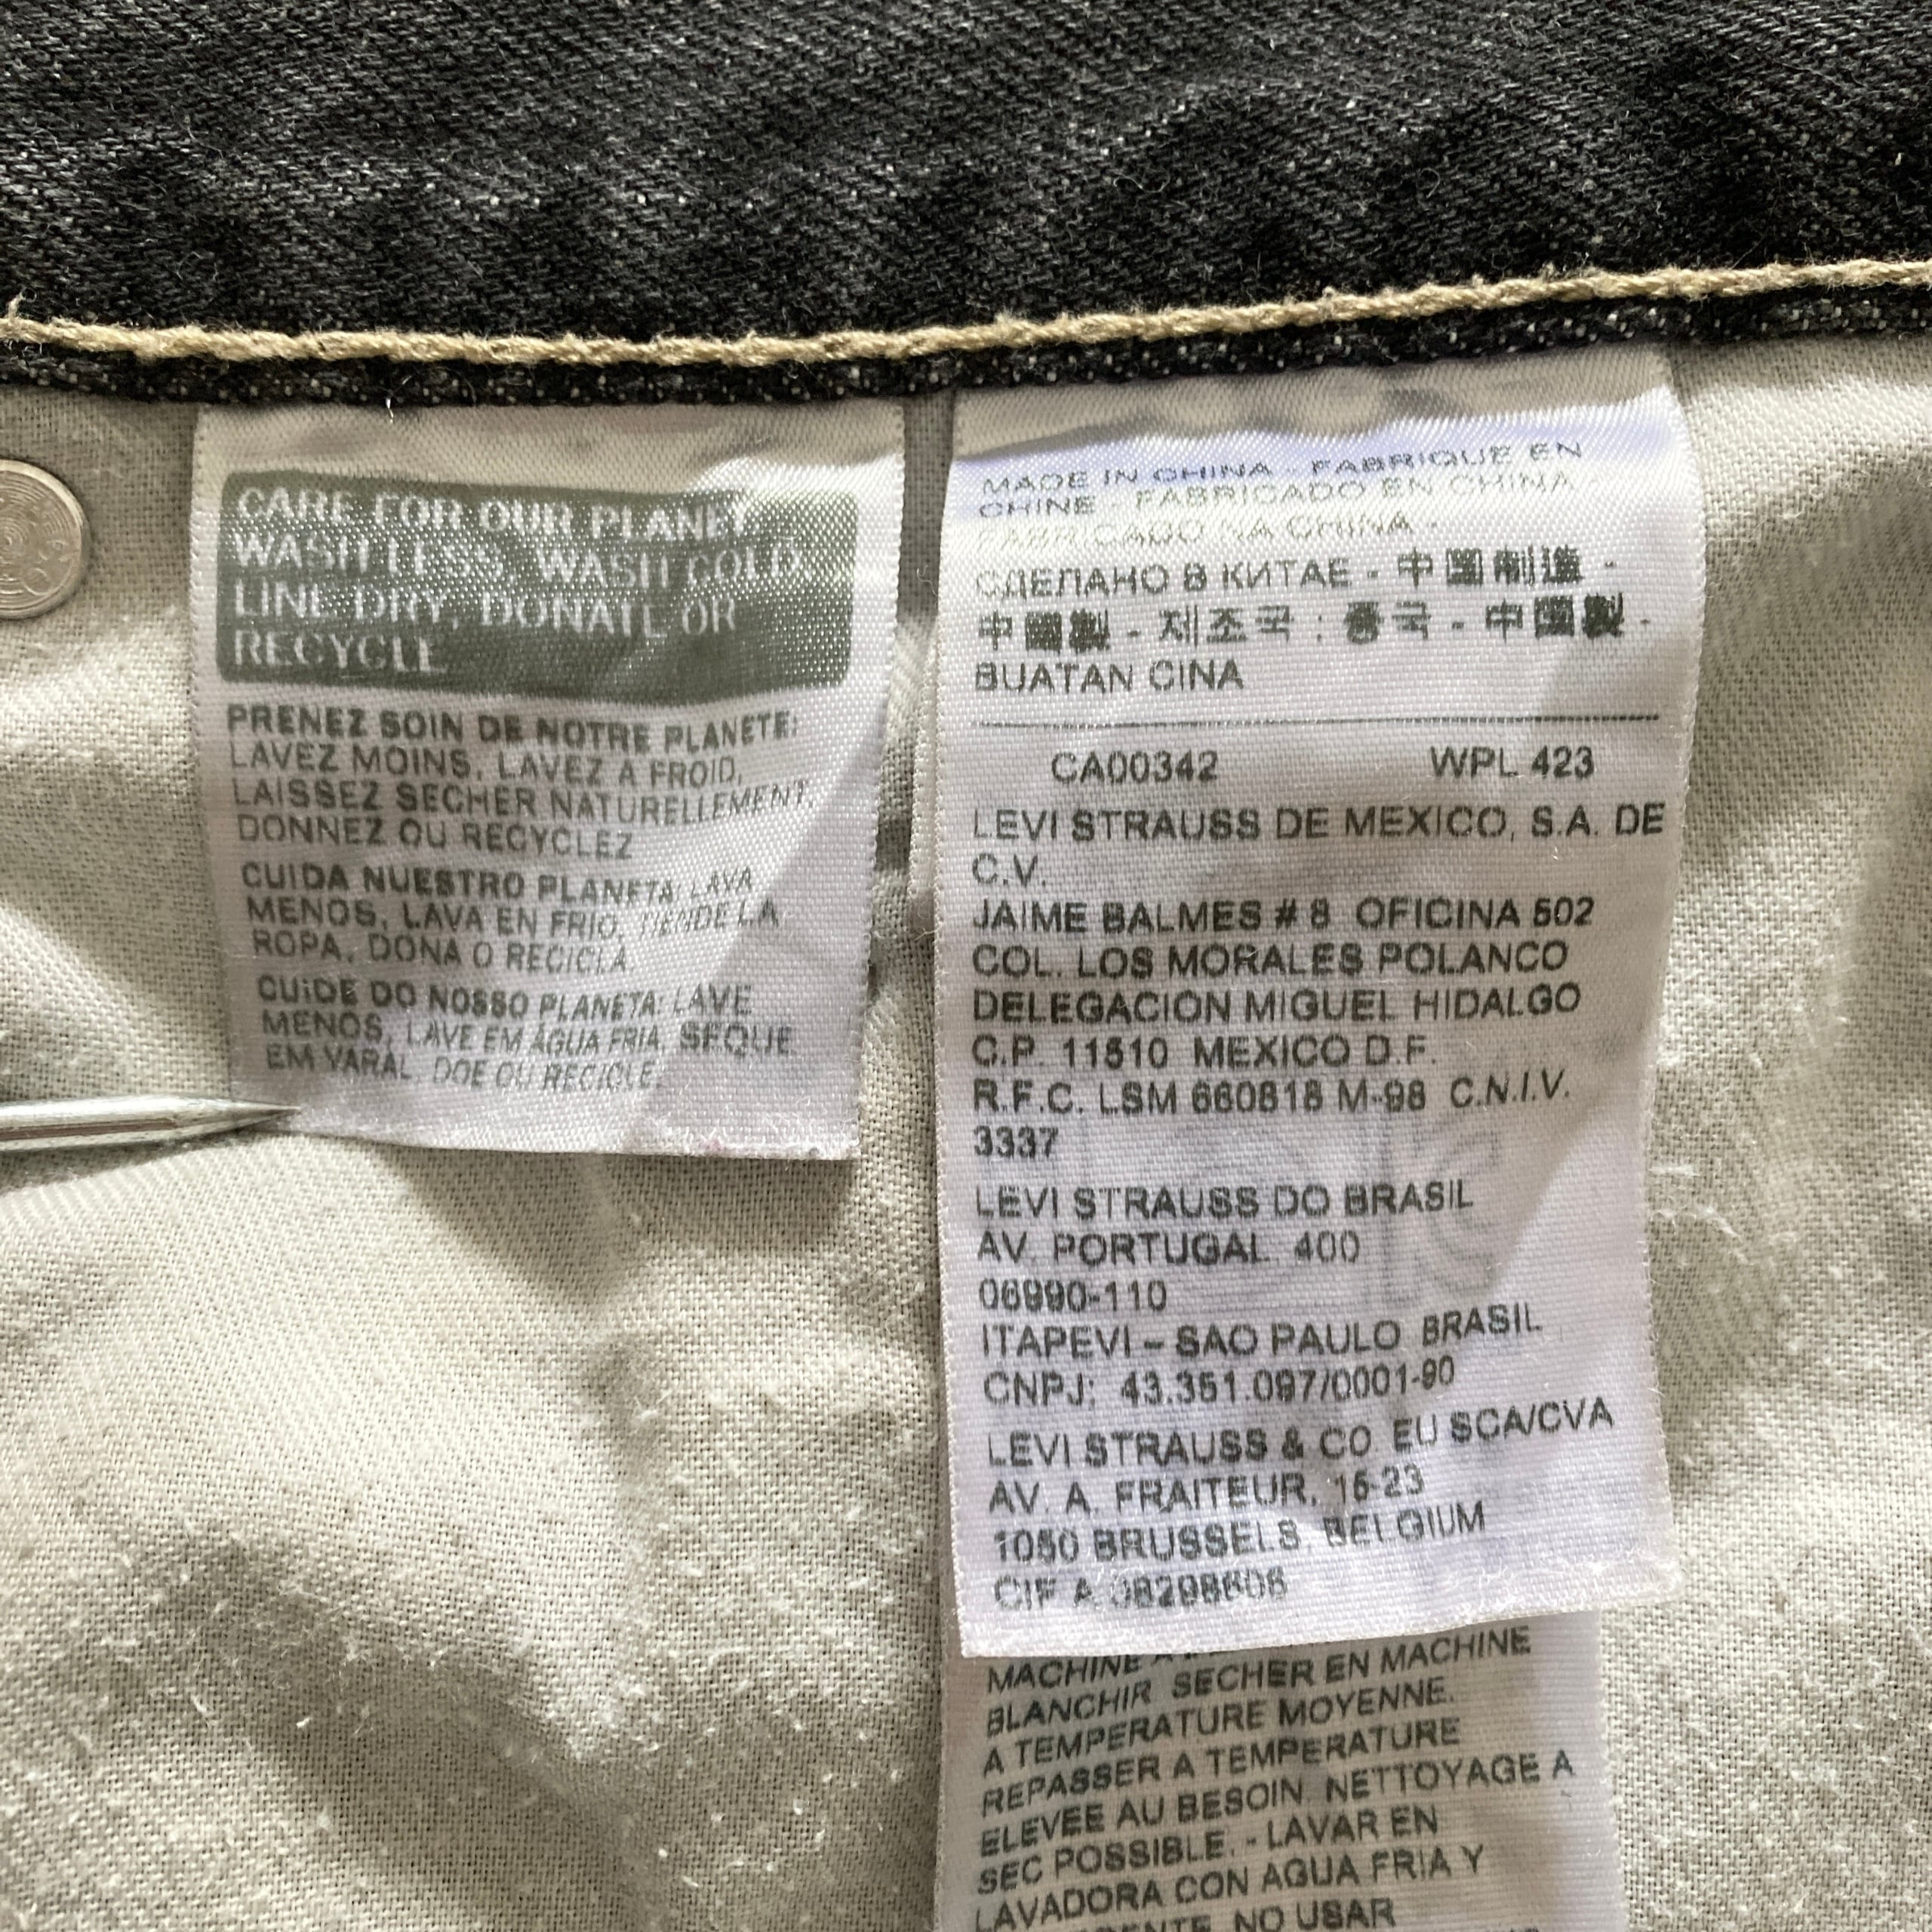 CARE FOR OUR PLANET
WASH LESS, WASH COLD,
LINE DRY, DONATE OR
RECYCLE
PRENEZ SOIN DE NOTRE PLANETE:
LAVEZ MOINS, LAVEZ A FROID,
LAISSEZ SECHER NATURELLEMENT,
DONNEZ OU RECYCLEZ
CUIDA NUESTRO PLANETA: LAVA
MENOS, LAVA EN FRIO, TIENDE LA
ROPA, DONA O RECICLA.
CUIDE DO NOSSO PLANETA: LAVE
MENOS, LAVE EM ÁGUA FRIA, SEQUE
EM VARAL, DOE OU RECICLE.
MADE IN CHINA - FABRIQUE EN
CHINE - FABRICADO EN CHINA -
FABRICADO NA CHINA -
СДЕЛАНО В КИТАЕ - 中國制造 -
中國製 - 제조국 : 중국 - 中國製 -
BUATAN CINA
CA00342 WPL 423
LEVI STRAUSS DE MEXICO, S.A. DE
C.V.
JAIME BALMES # 8 OFICINA 502
COL. LOS MORALES POLANCO
DELEGACION MIGUEL HIDALGO
C.P. 11510 MEXICO D.F.
R.F.C. LSM 660818 M-98 C.N.I.V.
3337
LEVI STRAUSS DO BRASIL
AV. PORTUGAL, 400
06990-110
ITAPEVI – SAO PAULO BRASIL
CNPJ: 43.351.097/0001-90
LEVI STRAUSS & CO. EU SCA/CVA
AV. A. FRAITEUR, 15-23
1050 BRUSSELS, BELGIUM
CIF A 08298606
MACHINE A
BLANCHIR SECHER EN MACHINE
A TEMPERATURE MOYENNE.
REPASSER A TEMPERATURE
ELEVEE AU BESOIN. NETTOYAGE A
SEC POSSIBLE. - LAVAR EN
LAVADORA CON AGUA FRIA Y
NO USAR